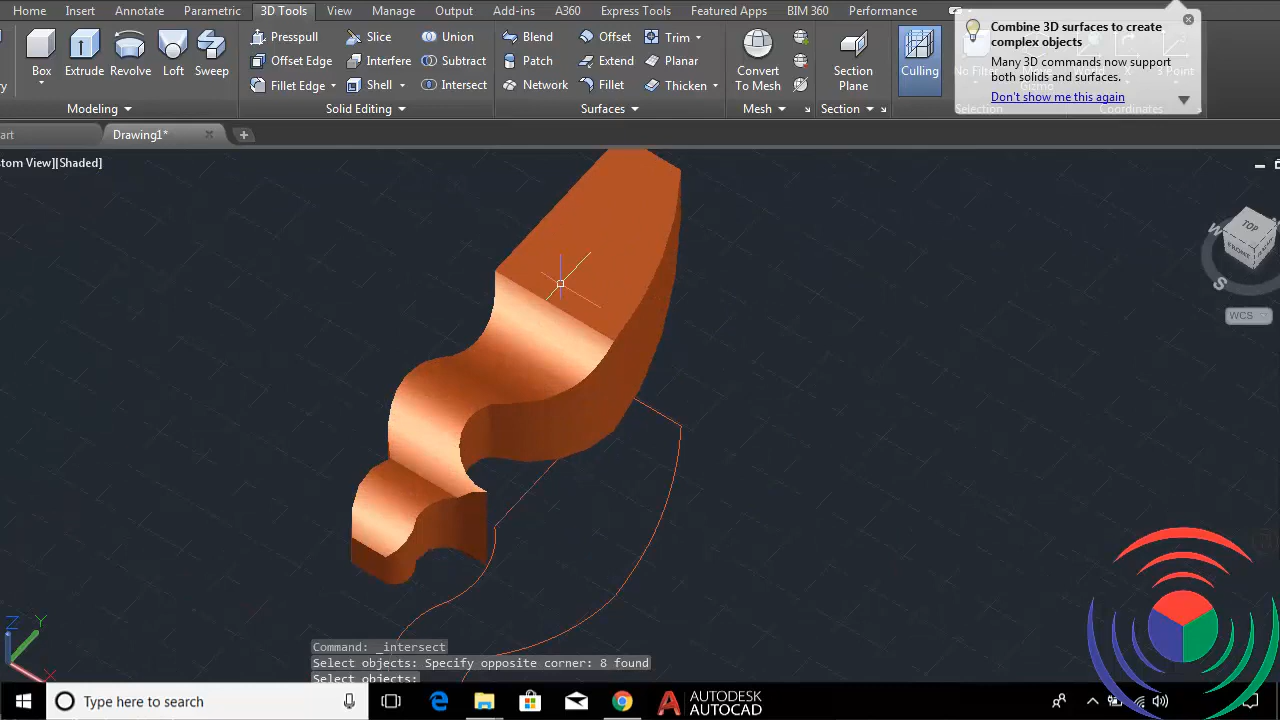 Home Insert Annotate Parametric 3D Tools View Manage Output Add-ins A360 Express Tools Featured Apps BIM 360 Performance
Box Extrude Revolve Loft Sweep
Presspull Slice Union
Offset Edge Interfere Subtract
Fillet Edge Shell Intersect
Blend Offset Trim
Patch Extend Planar
Network Fillet Thicken
Convert To Mesh
Section Plane
Culling
Modeling Solid Editing Surfaces Mesh Section Selection Coordinates
Combine 3D surfaces to create
complex objects
Many 3D commands now support
both solids and surfaces.
Don't show me this again
art Drawing1*
tom View][Shaded]
TOP
FRONT
W
S
WCS
Z Y
X
Command: _intersect
Select objects: Specify opposite corner: 8 found
Select objects:
Type here to search
AUTODESK
AUTOCAD